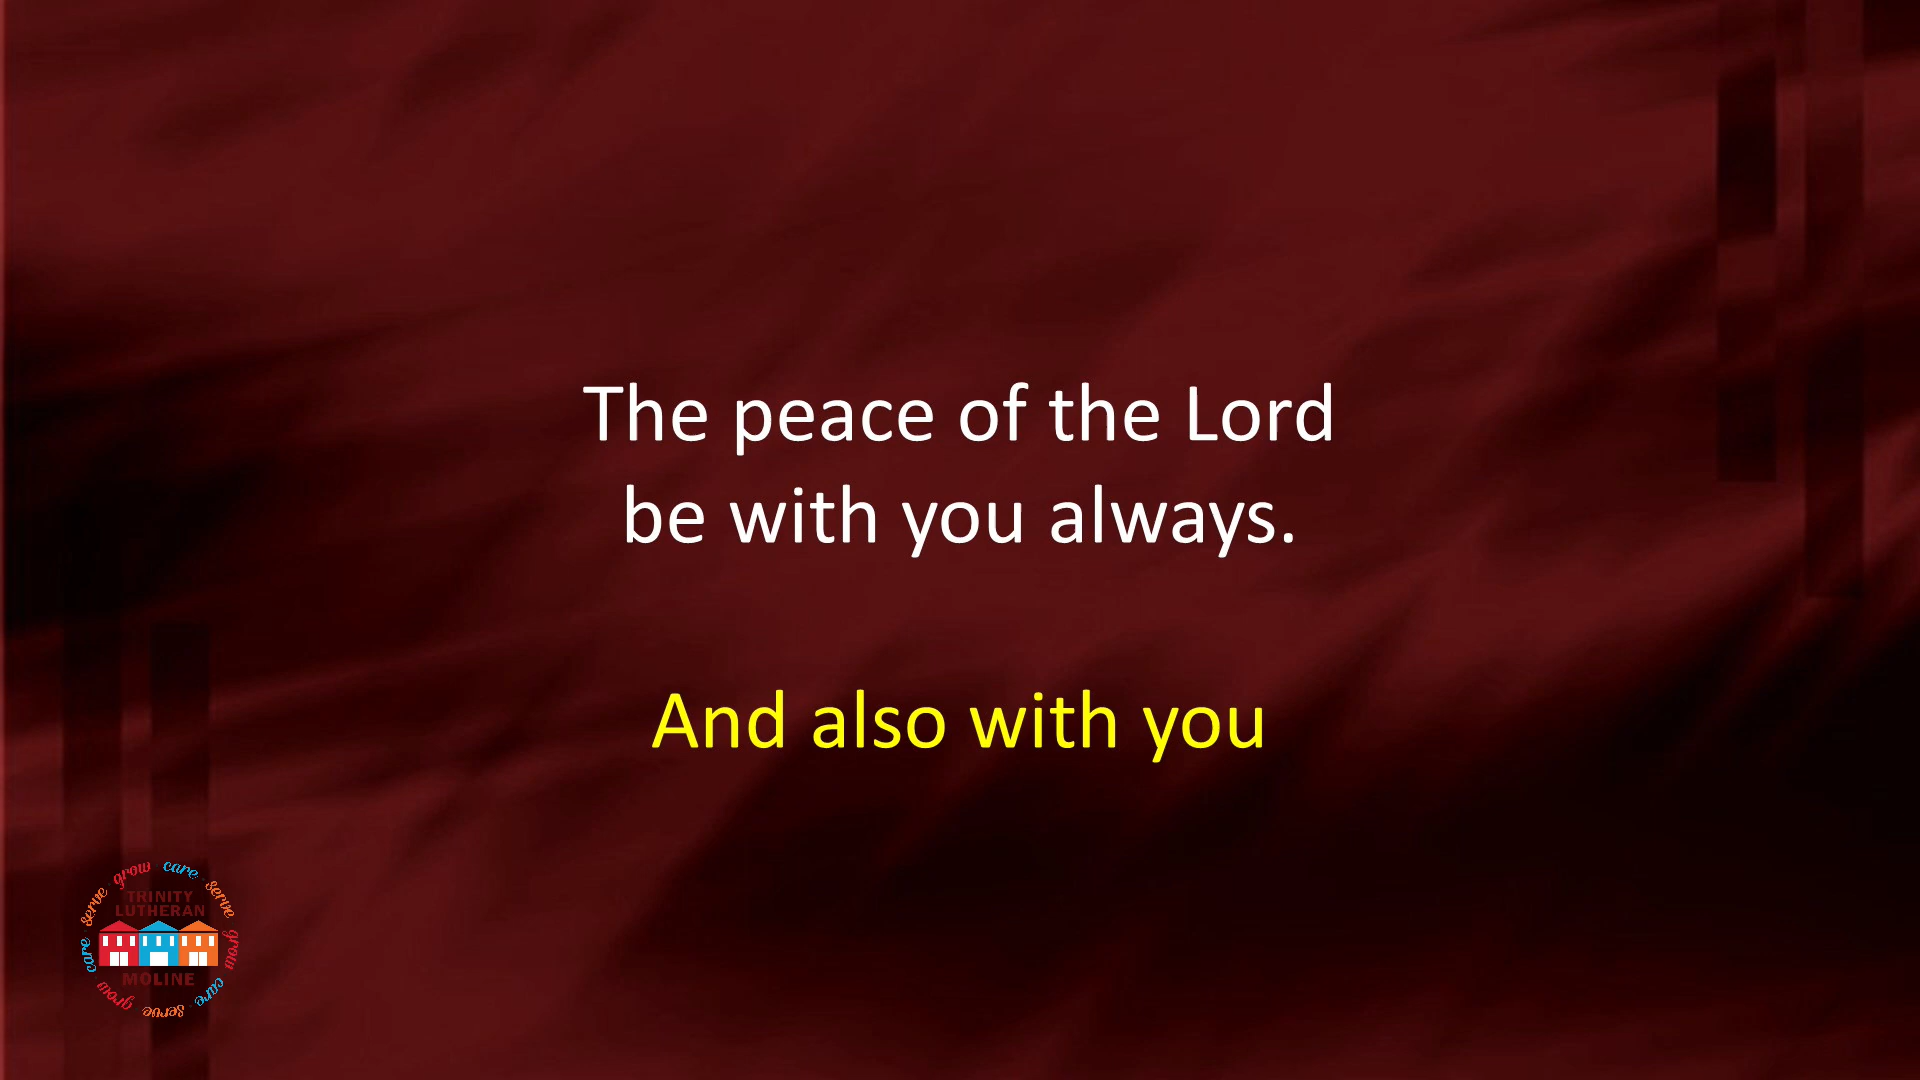 The peace of the Lord
be with you always.
And also with you
grow care serve grow care serve grow care serve
TRINITY
LUTHERAN
MOLINE